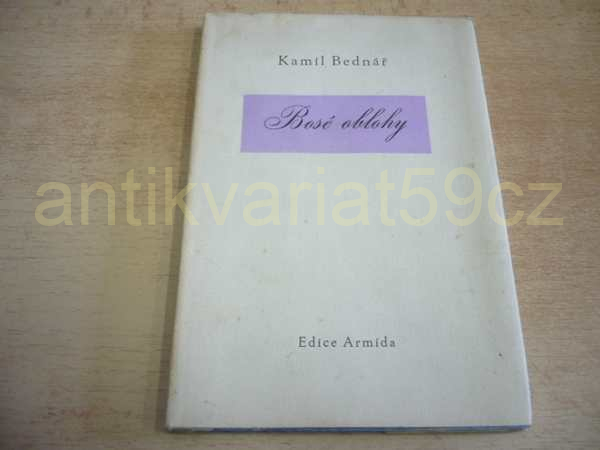 Kamil Bednář
Bosé oblohy
antikvariat59cz
Edice Armida